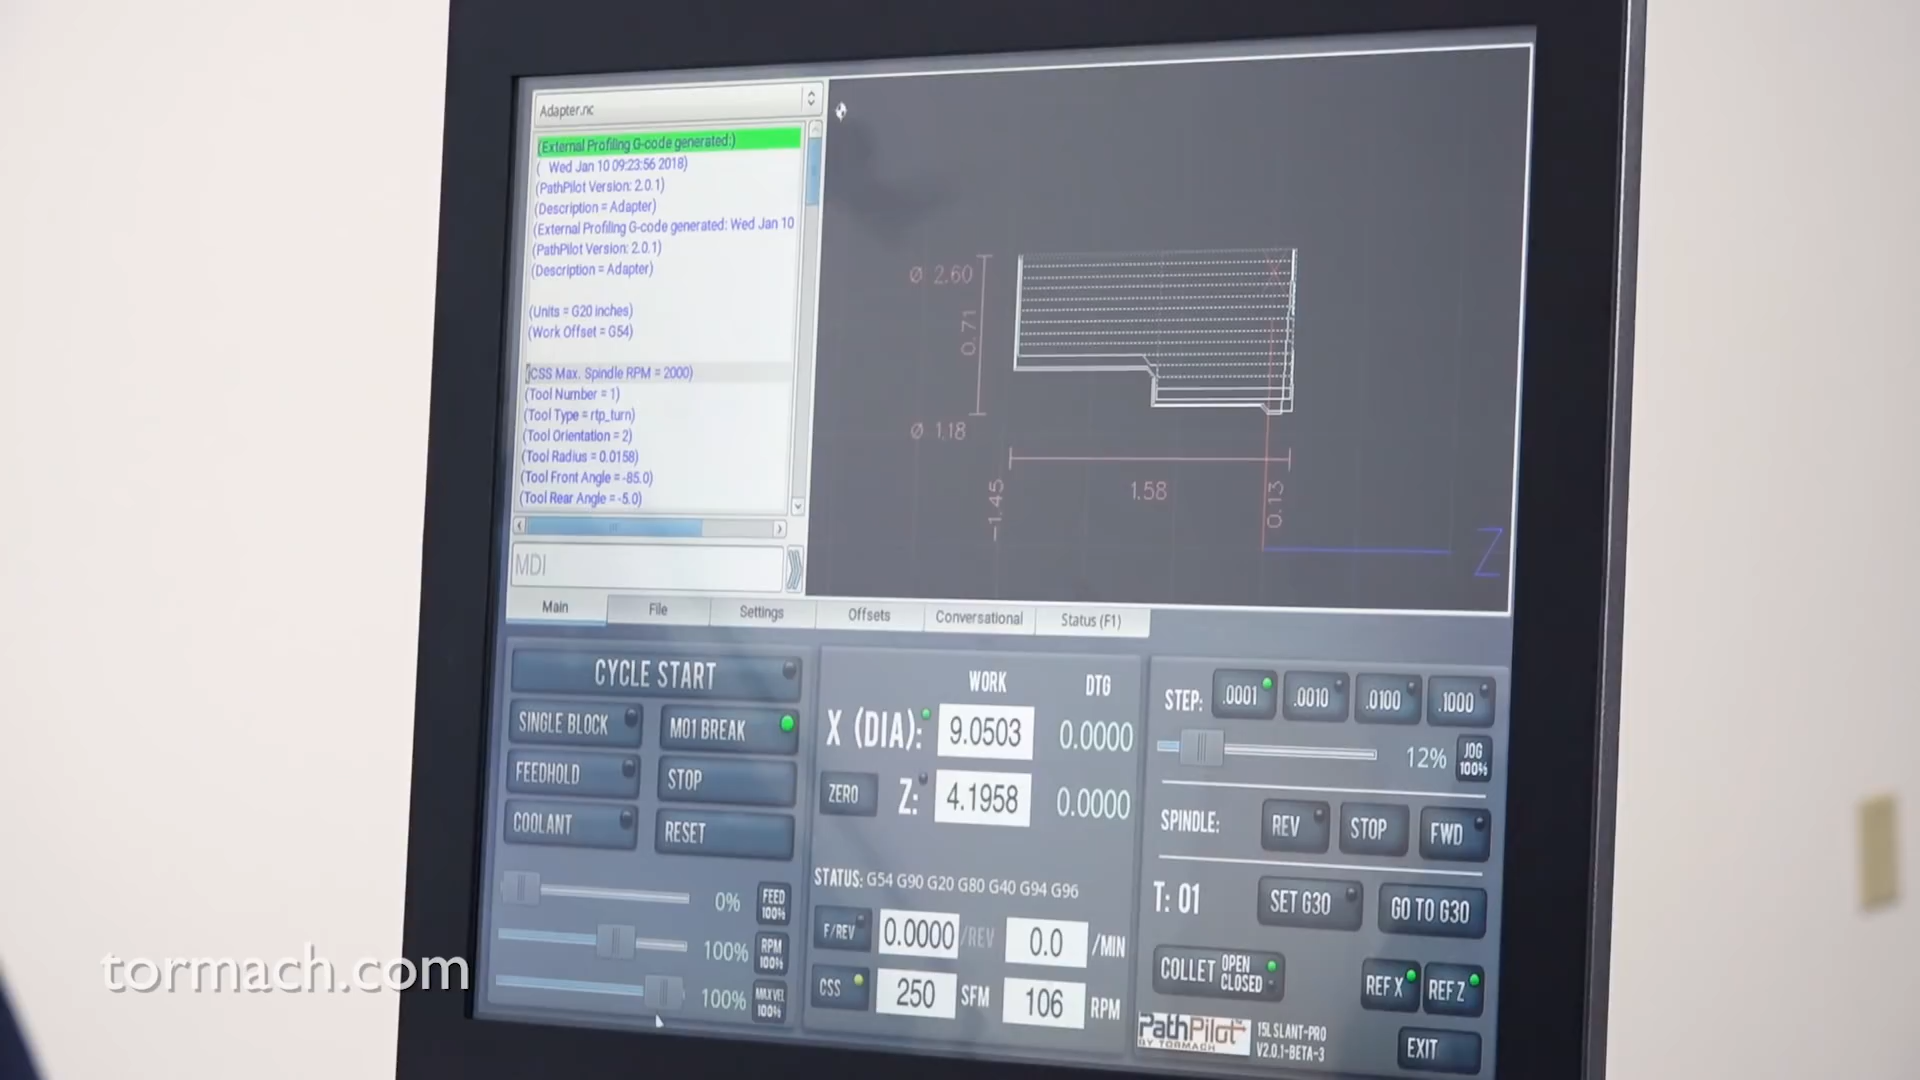 Adapter.nc
(External Profiling G-code generated:)
( Wed Jan 10 09:23:56 2018)
(PathPilot Version: 2.0.1)
(Description = Adapter)
(External Profiling G-code generated: Wed Jan 10
(PathPilot Version: 2.0.1)
(Description = Adapter)
(Units = G20 inches)
(Work Offset = G54)
(CSS Max. Spindle RPM = 2000)
(Tool Number = 1)
(Tool Type = rtp_turn)
(Tool Orientation = 2)
(Tool Radius = 0.0158)
(Tool Front Angle = -85.0)
(Tool Rear Angle = -5.0)
MDI
Ø 2.60
0.71
Ø 1.18
-1.45
1.58
0.13
X
Z
Main File Settings Offsets Conversational Status (F1)
CYCLE START
SINGLE BLOCK M01 BREAK
FEEDHOLD STOP
COOLANT RESET
0% FEED 100%
100% RPM 100%
100% MAX VEL 100%
WORK DTG
X (DIA): 9.0503 0.0000
ZERO Z: 4.1958 0.0000
STATUS: G54 G90 G20 G80 G40 G94 G96
F/REV 0.0000 /REV 0.0 /MIN
CSS 250 SFM 106 RPM
STEP: .0001 .0010 .0100 .1000
12% JOG 100%
SPINDLE: REV STOP FWD
T: 01 SET G30 GO TO G30
COLLET OPEN CLOSED REF X REF Z
PathPilot BY TORMACH
15L SLANT-PRO
V2.0.1-BETA-3
EXIT
tormach.com